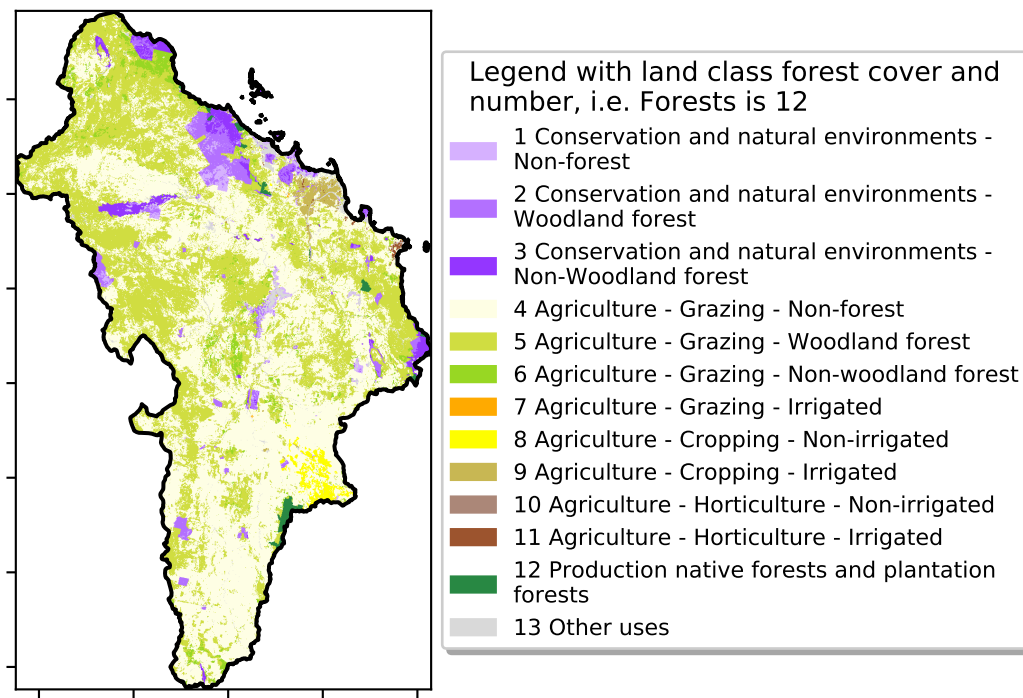 Legend with land class forest cover and
number, i.e. Forests is 12
1 Conservation and natural environments -
Non-forest
2 Conservation and natural environments -
Woodland forest
3 Conservation and natural environments -
Non-Woodland forest
4 Agriculture - Grazing - Non-forest
5 Agriculture - Grazing - Woodland forest
6 Agriculture - Grazing - Non-woodland forest
7 Agriculture - Grazing - Irrigated
8 Agriculture - Cropping - Non-irrigated
9 Agriculture - Cropping - Irrigated
10 Agriculture - Horticulture - Non-irrigated
11 Agriculture - Horticulture - Irrigated
12 Production native forests and plantation
forests
13 Other uses